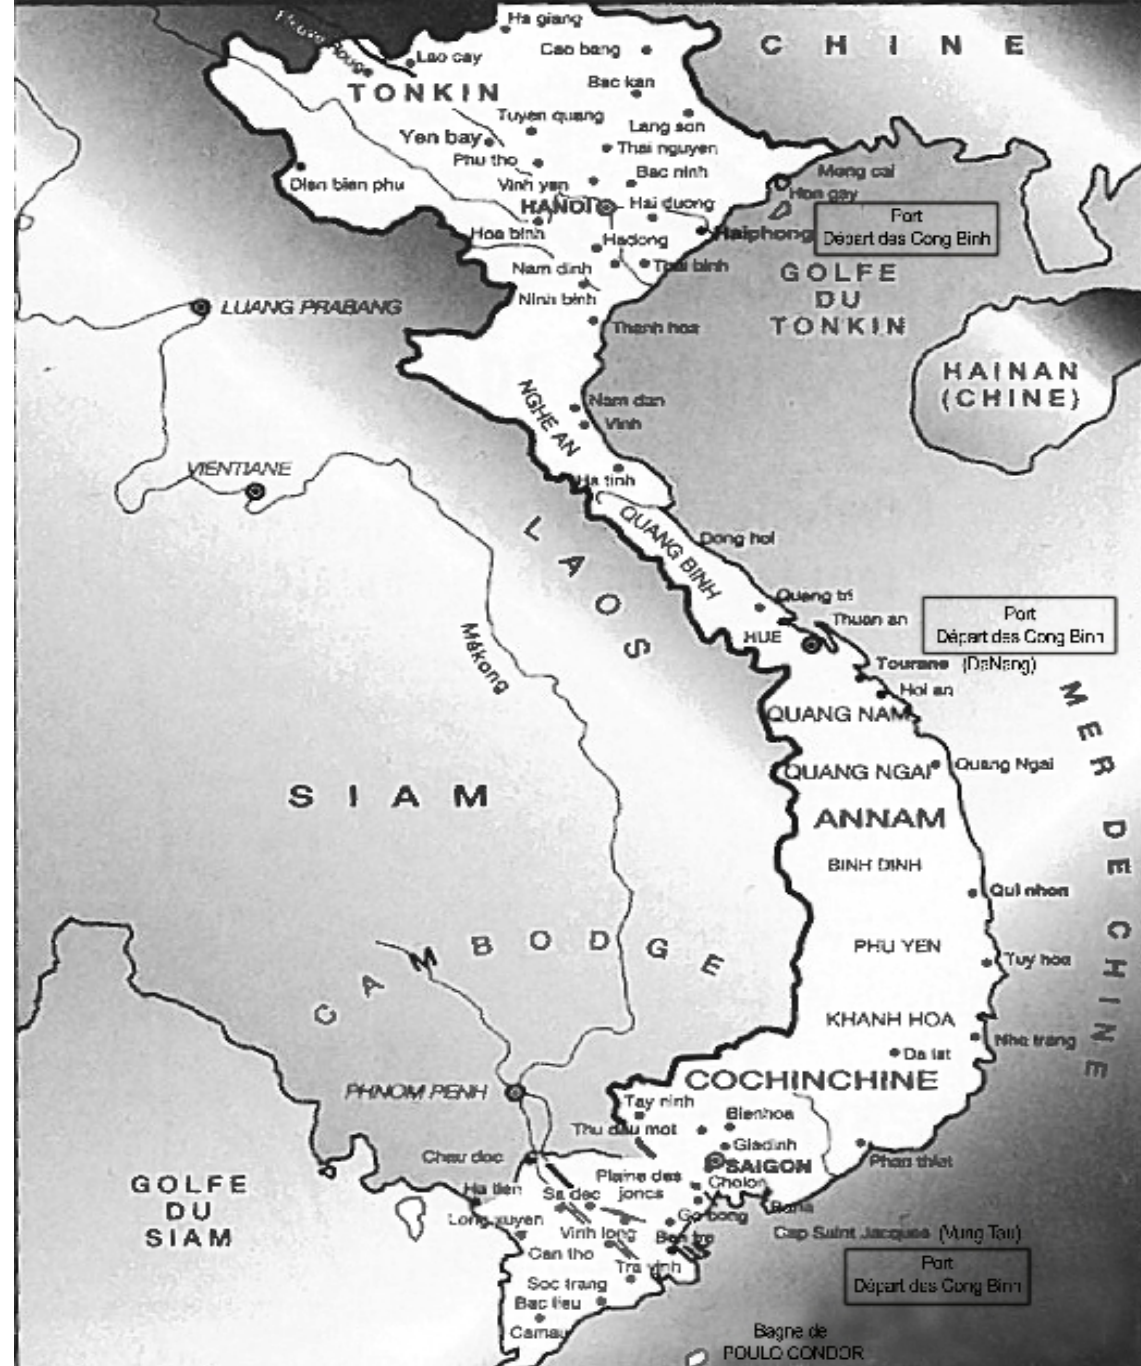 Ha giang
Cao bang
CHINE
Lao cay
TONKIN
Bac kan
Tuyen quang
Lang son
Yen bay
Thai nguyen
Phu tho
Bac ninh
Mong cai
Dien bien phu
Vinh yen
Hon gay
HANOI
Hai duong
Port
Départ des Cong Binh
Haiphong
Hoa binh
Hadong
Nam dinh
Thai binh
GOLFE
DU
TONKIN
Ninh binh
LUANG PRABANG
Thanh hoa
HAINAN
(CHINE)
NGHE AN
Nam dan
Vinh
VIENTIANE
Ha tinh
LAOS
QUANG BINH
Dong hoi
Quang tri
Thuan an
Port
Départ des Cong Binh
HUE
Mékong
Tourane (DaNang)
Hoi an
QUANG NAM
MER DE CHINE
QUANG NGAI
Quang Ngai
SIAM
ANNAM
BINH DINH
Qui nhon
CAMBODGE
PHU YEN
Tuy hoa
KHANH HOA
Nha trang
Da lat
COCHINCHINE
PHNOM PENH
Tay ninh
Bienhoa
Thu dau mot
Giadinh
Phan thiet
Chau doc
SAIGON
Plaine des
joncs
Cholon
GOLFE
DU
SIAM
Ha tien
Sa dec
Go cong
Baria
Long xuyen
Vinh long
Ben tre
Cap Saint Jacques (Vung Tau)
Can tho
Tra vinh
Port
Départ des Cong Binh
Soc trang
Bac lieu
Camau
Bagne de
POULO CONDOR